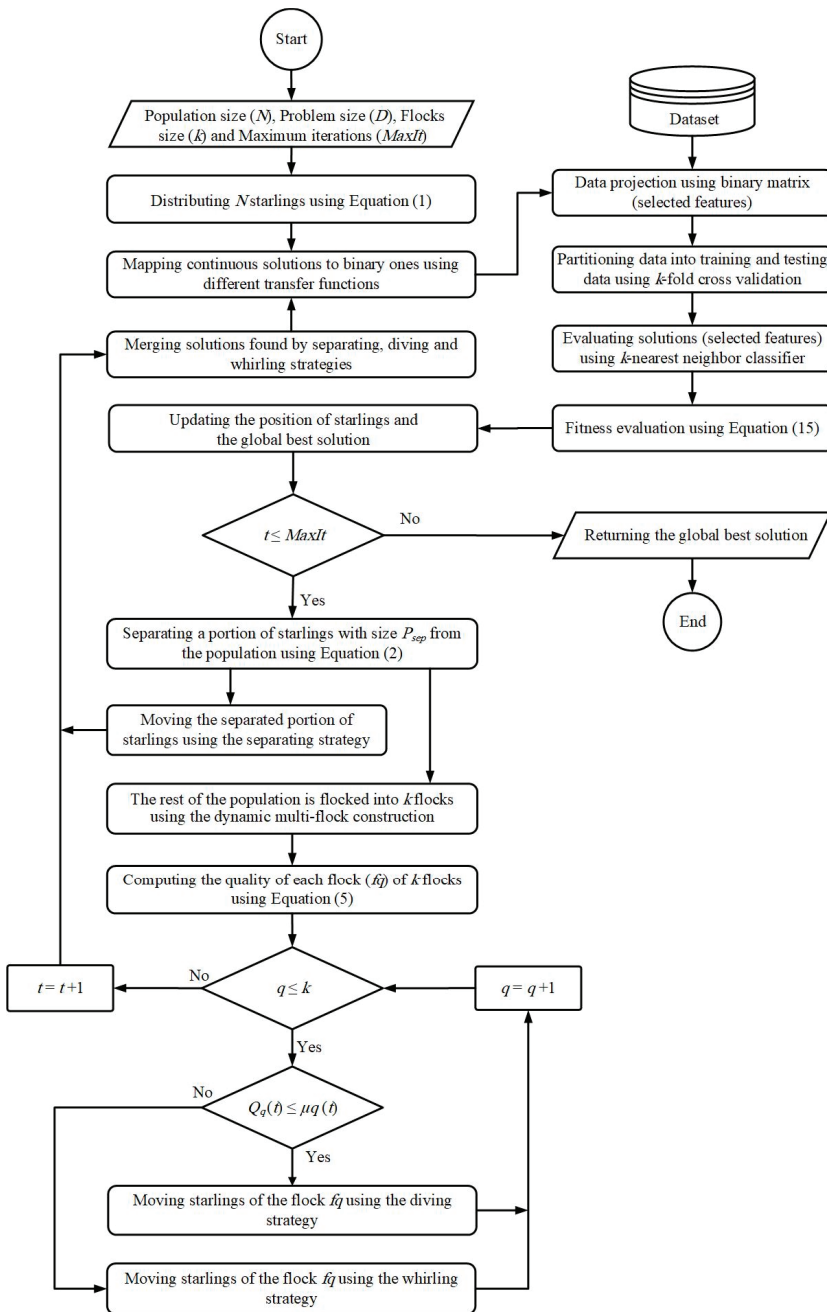 Start
Population size (N), Problem size (D), Flocks
size (k) and Maximum iterations (MaxIt)
Distributing N starlings using Equation (1)
Mapping continuous solutions to binary ones using
different transfer functions
Merging solutions found by separating, diving and
whirling strategies
Dataset
Data projection using binary matrix
(selected features)
Partitioning data into training and testing
data using k-fold cross validation
Evaluating solutions (selected features)
using k-nearest neighbor classifier
Fitness evaluation using Equation (15)
Updating the position of starlings and
the global best solution
t ≤ MaxIt
No
Returning the global best solution
End
Yes
Separating a portion of starlings with size Psep from
the population using Equation (2)
Moving the separated portion of
starlings using the separating strategy
The rest of the population is flocked into k flocks
using the dynamic multi-flock construction
Computing the quality of each flock (fq) of k flocks
using Equation (5)
q ≤ k
No
t = t+1
q = q+1
Yes
Qq(t) ≤ μq (t)
No
Yes
Moving starlings of the flock fq using the diving
strategy
Moving starlings of the flock fq using the whirling
strategy